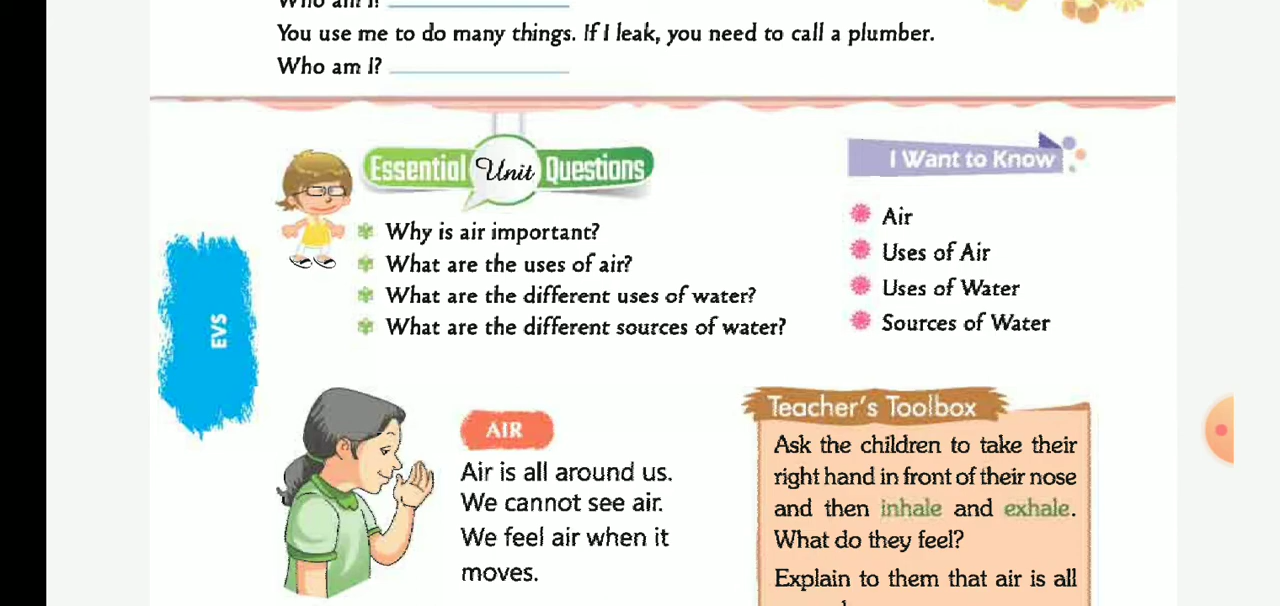 Who am I?
You use me to do many things. If I leak, you need to call a plumber.
Who am I?
Essential Unit Questions
Why is air important?
What are the uses of air?
What are the different uses of water?
What are the different sources of water?
I Want to Know
Air
Uses of Air
Uses of Water
Sources of Water
EVS
AIR
Air is all around us.
We cannot see air.
We feel air when it
moves.
Teacher's Toolbox
Ask the children to take their
right hand in front of their nose
and then inhale and exhale.
What do they feel?
Explain to them that air is all